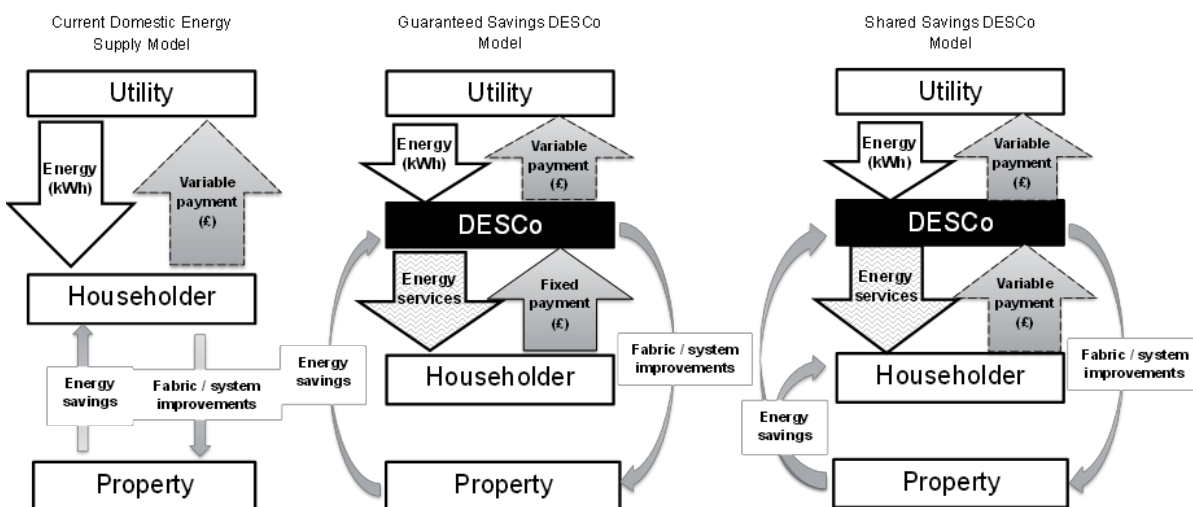 Current Domestic Energy
Supply Model
Utility
Energy
(kWh)
Variable
payment
(£)
Householder
Energy
savings
Fabric / system
improvements
Property
Guaranteed Savings DESCo
Model
Utility
Energy
(kWh)
Variable
payment
(£)
DESCo
Energy
services
Fixed
payment
(£)
Householder
Energy
savings
Fabric / system
improvements
Property
Shared Savings DESCo
Model
Utility
Energy
(kWh)
Variable
payment
(£)
DESCo
Energy
services
Variable
payment
(£)
Householder
Energy
savings
Fabric / system
improvements
Property